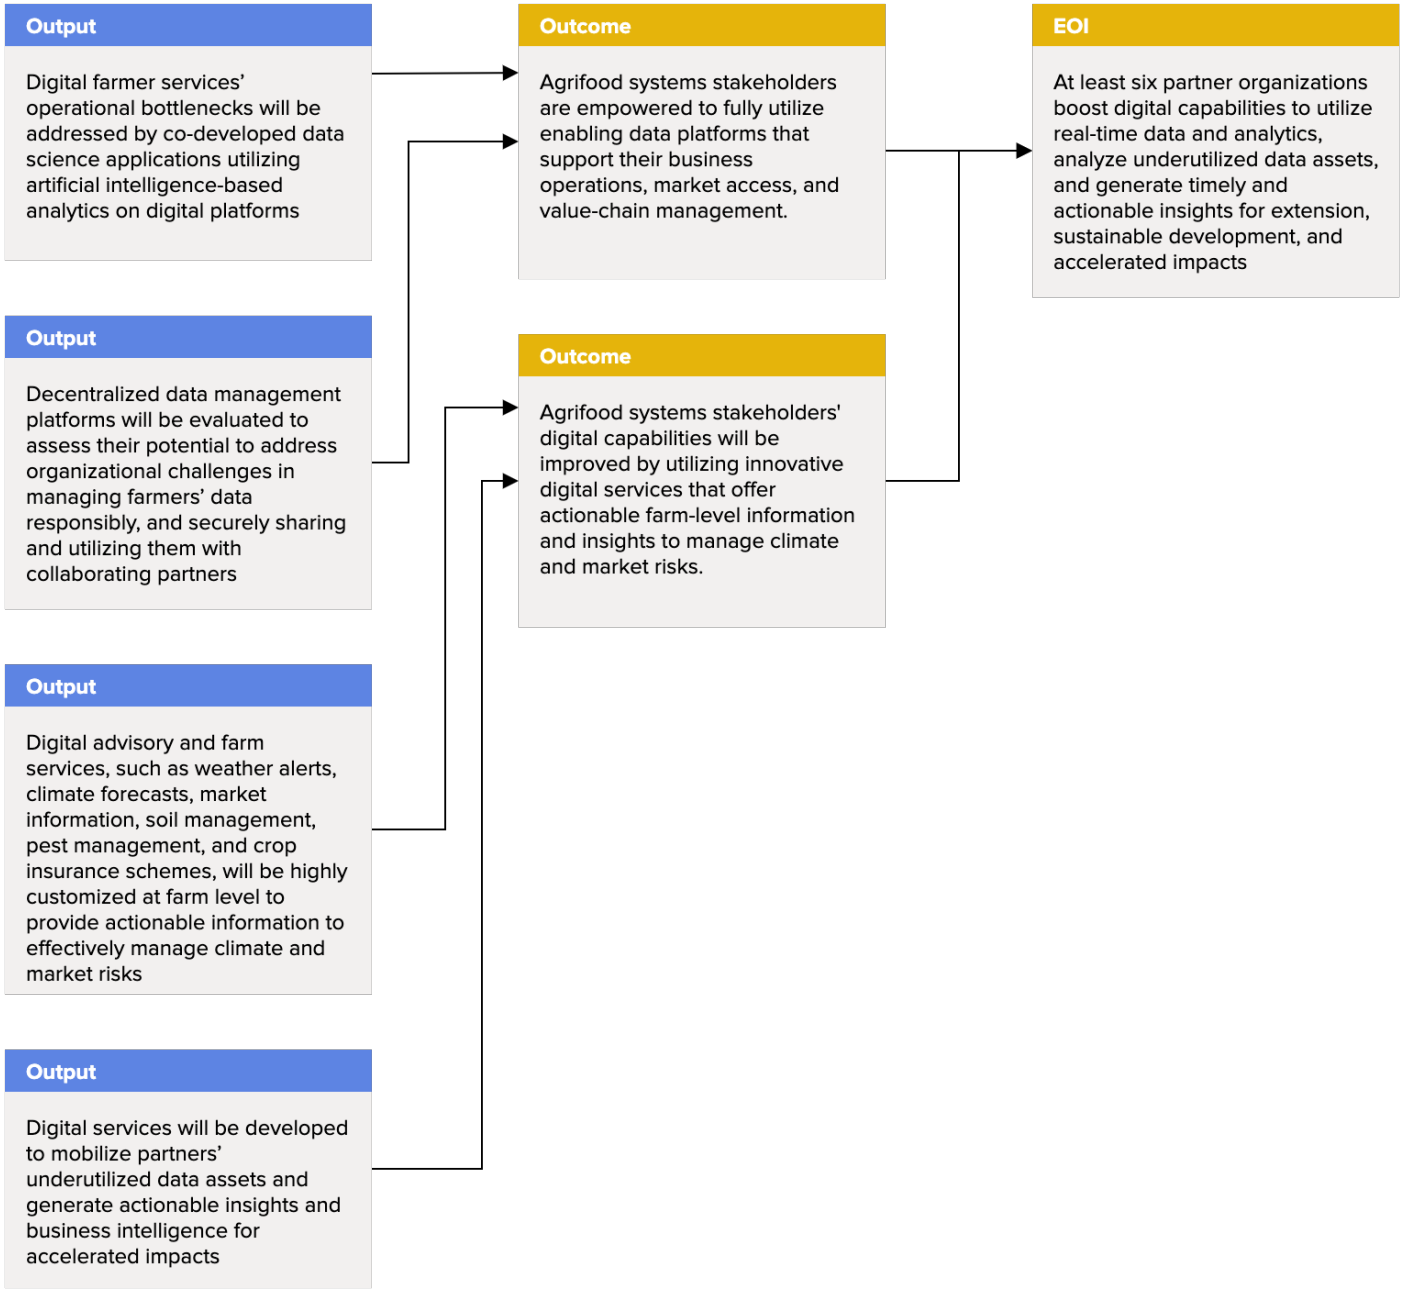 Output
Digital farmer services’
operational bottlenecks will be
addressed by co-developed data
science applications utilizing
artificial intelligence-based
analytics on digital platforms
Output
Decentralized data management
platforms will be evaluated to
assess their potential to address
organizational challenges in
managing farmers’ data
responsibly, and securely sharing
and utilizing them with
collaborating partners
Output
Digital advisory and farm
services, such as weather alerts,
climate forecasts, market
information, soil management,
pest management, and crop
insurance schemes, will be highly
customized at farm level to
provide actionable information to
effectively manage climate and
market risks
Output
Digital services will be developed
to mobilize partners’
underutilized data assets and
generate actionable insights and
business intelligence for
accelerated impacts
Outcome
Agrifood systems stakeholders
are empowered to fully utilize
enabling data platforms that
support their business
operations, market access, and
value-chain management.
Outcome
Agrifood systems stakeholders'
digital capabilities will be
improved by utilizing innovative
digital services that offer
actionable farm-level information
and insights to manage climate
and market risks.
EOI
At least six partner organizations
boost digital capabilities to utilize
real-time data and analytics,
analyze underutilized data assets,
and generate timely and
actionable insights for extension,
sustainable development, and
accelerated impacts